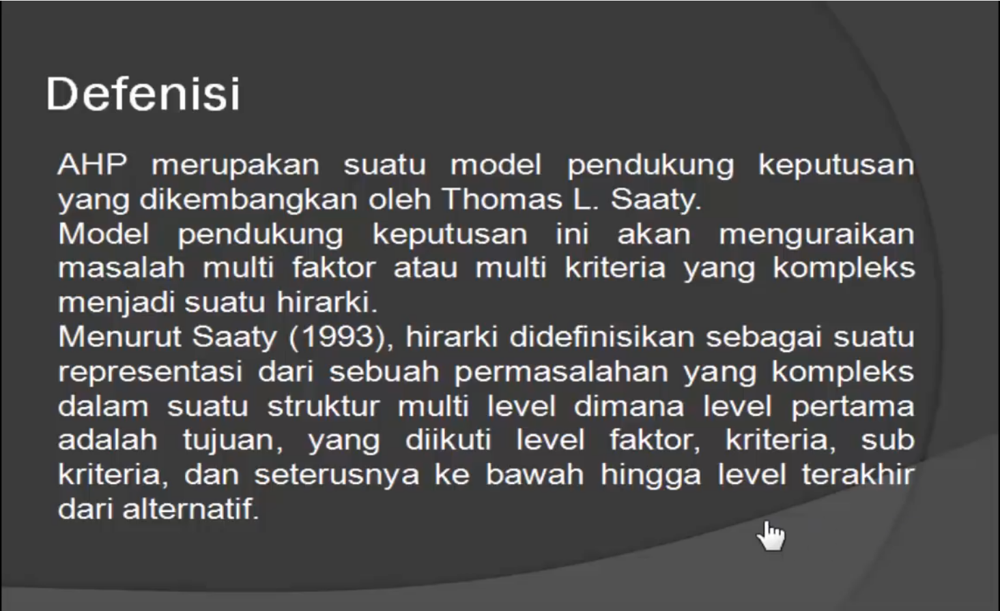 Defenisi
AHP merupakan suatu model pendukung keputusan
yang dikembangkan oleh Thomas L. Saaty.
Model pendukung keputusan ini akan menguraikan
masalah multi faktor atau multi kriteria yang kompleks
menjadi suatu hirarki.
Menurut Saaty (1993), hirarki didefinisikan sebagai suatu
representasi dari sebuah permasalahan yang kompleks
dalam suatu struktur multi level dimana level pertama
adalah tujuan, yang diikuti level faktor, kriteria, sub
kriteria, dan seterusnya ke bawah hingga level terakhir
dari alternatif.